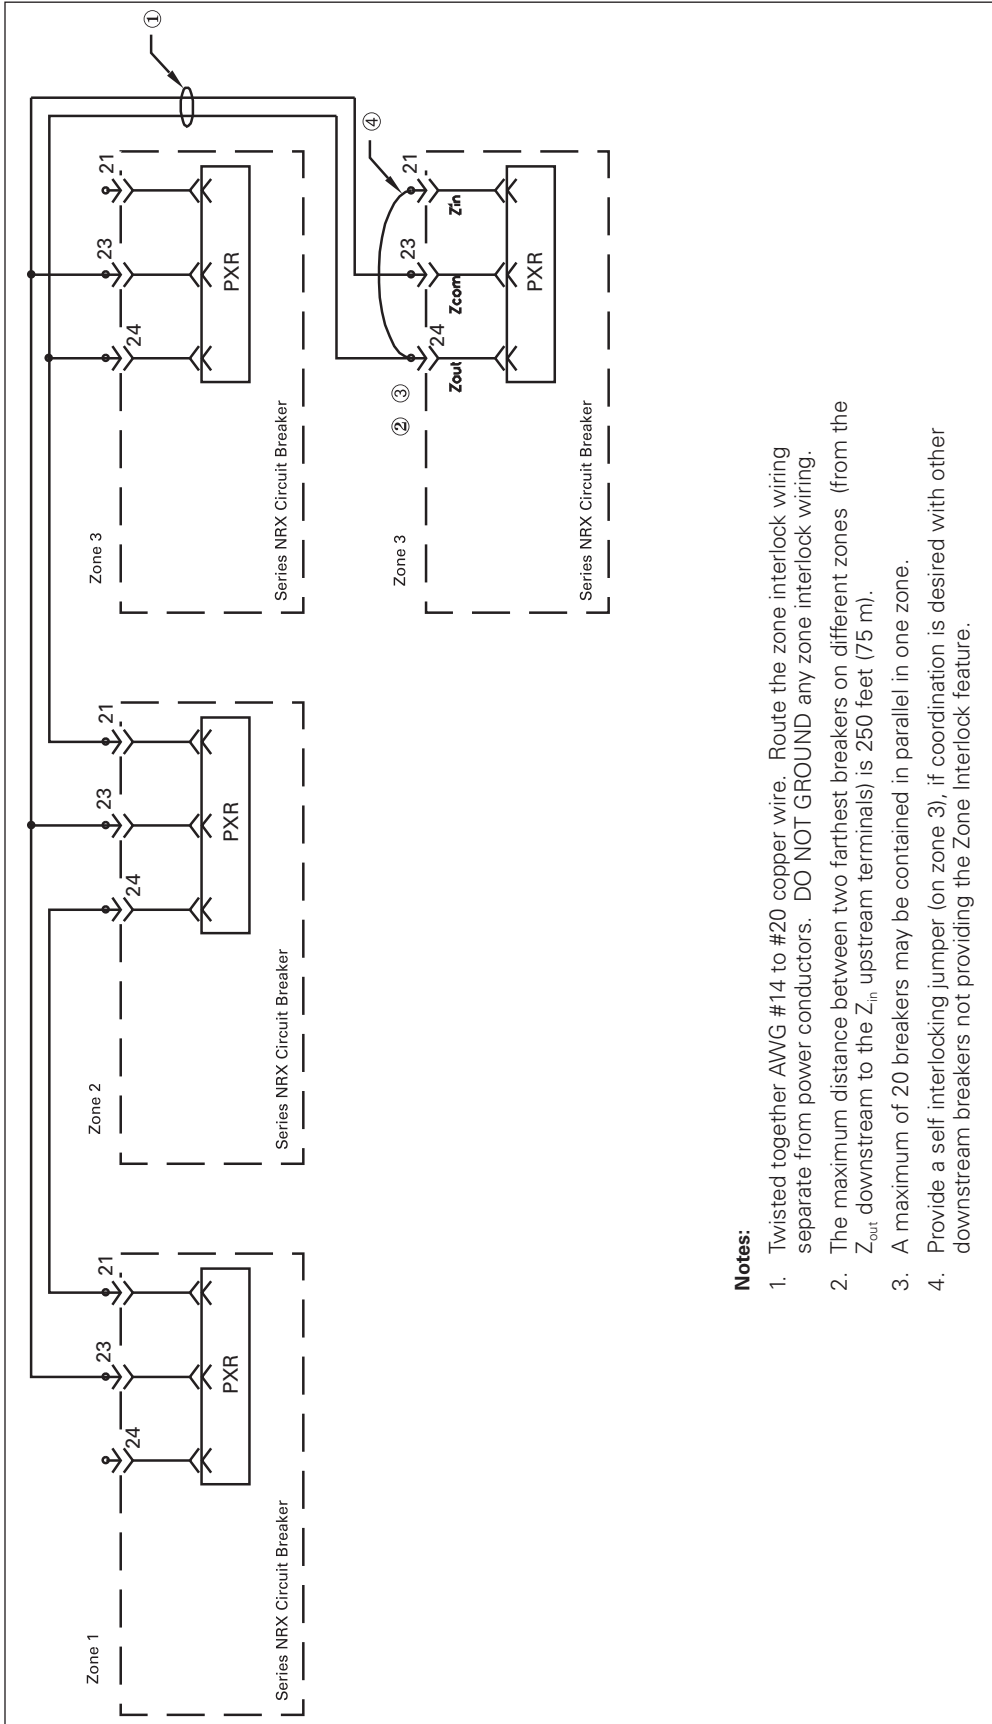 ①
Zone 1
24
23
21
PXR
Series NRX Circuit Breaker
Zone 2
24
23
21
PXR
Series NRX Circuit Breaker
Zone 3
24
23
21
PXR
Series NRX Circuit Breaker
④
② ③
Zone 3
24
23
21
Zout
Zcom
Zin
PXR
Series NRX Circuit Breaker
Notes:
1. Twisted together AWG #14 to #20 copper wire. Route the zone interlock wiring
separate from power conductors. DO NOT GROUND any zone interlock wiring.
2. The maximum distance between two farthest breakers on different zones (from the
Zout downstream to the Zin upstream terminals) is 250 feet (75 m).
3. A maximum of 20 breakers may be contained in parallel in one zone.
4. Provide a self interlocking jumper (on zone 3), if coordination is desired with other
downstream breakers not providing the Zone Interlock feature.